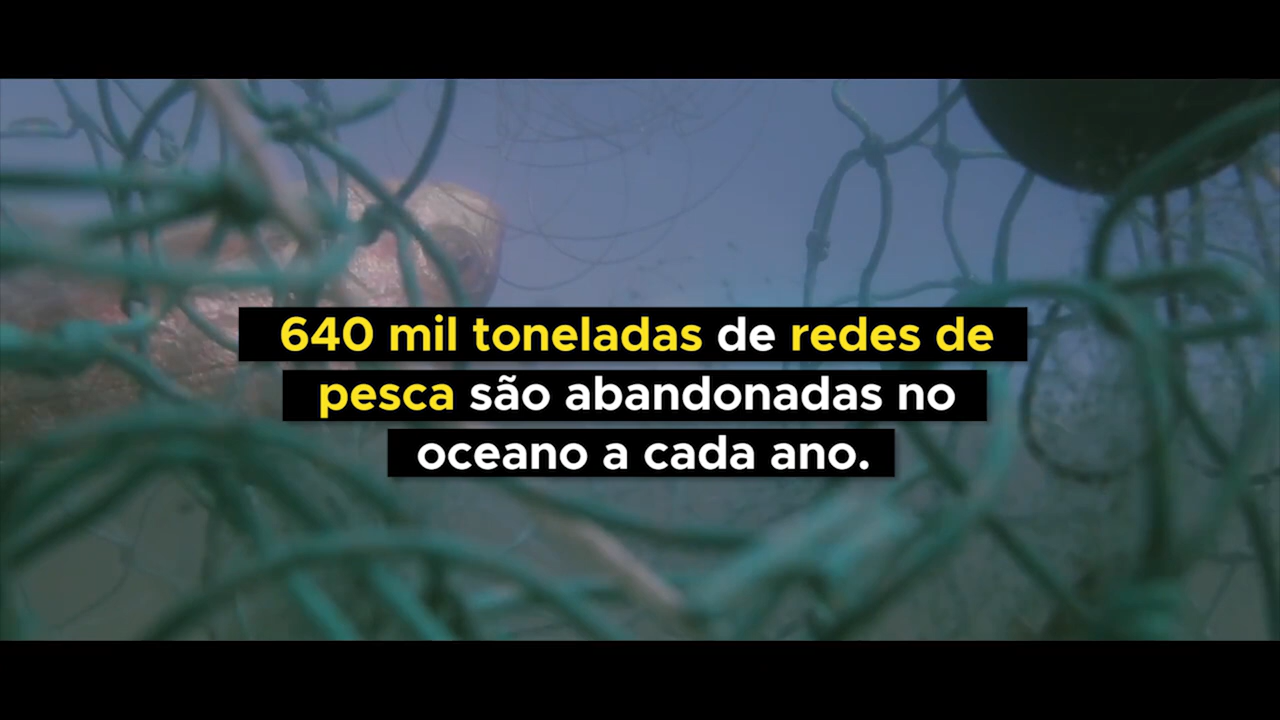 640 mil toneladas de redes de
pesca são abandonadas no
oceano a cada ano.